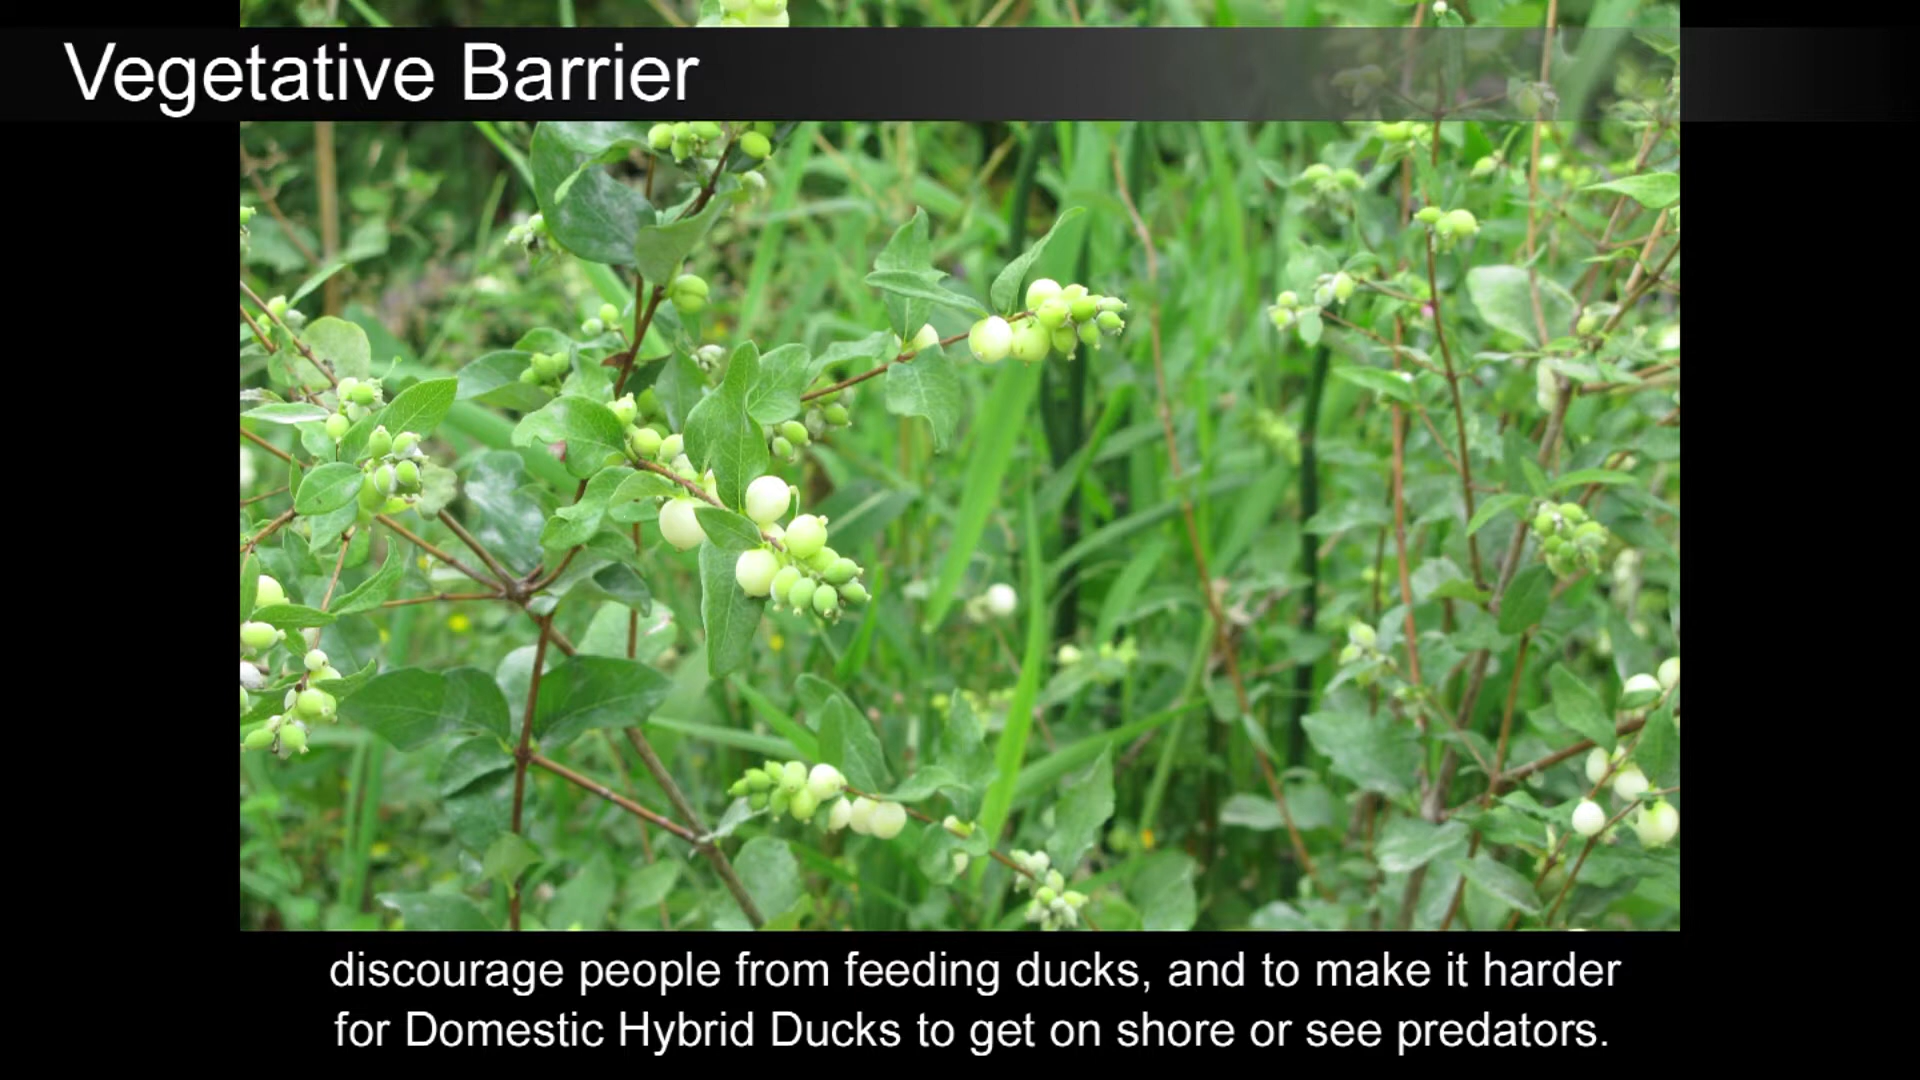 Vegetative Barrier
discourage people from feeding ducks, and to make it harder
for Domestic Hybrid Ducks to get on shore or see predators.